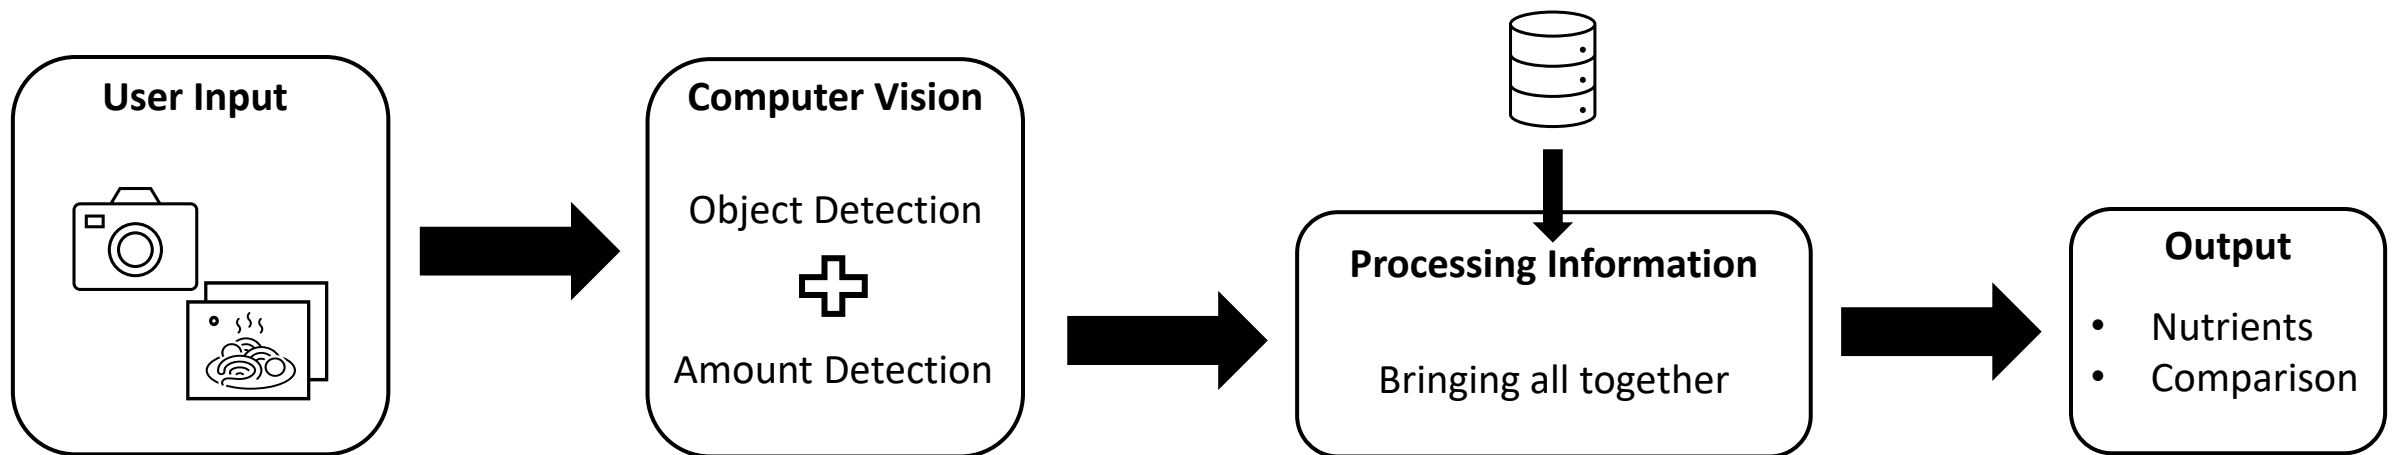 User Input
Computer Vision
Object Detection
Amount Detection
Processing Information
Bringing all together
Output
• Nutrients
• Comparison